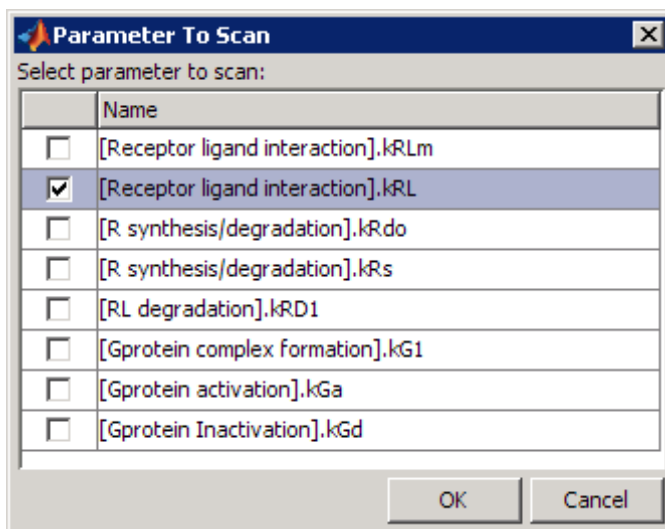 Parameter To Scan
Select parameter to scan:
Name
[Receptor ligand interaction].kRLm
[Receptor ligand interaction].kRL
[R synthesis/degradation].kRdo
[R synthesis/degradation].kRs
[RL degradation].kRD1
[Gprotein complex formation].kG1
[Gprotein activation].kGa
[Gprotein Inactivation].kGd
OK Cancel